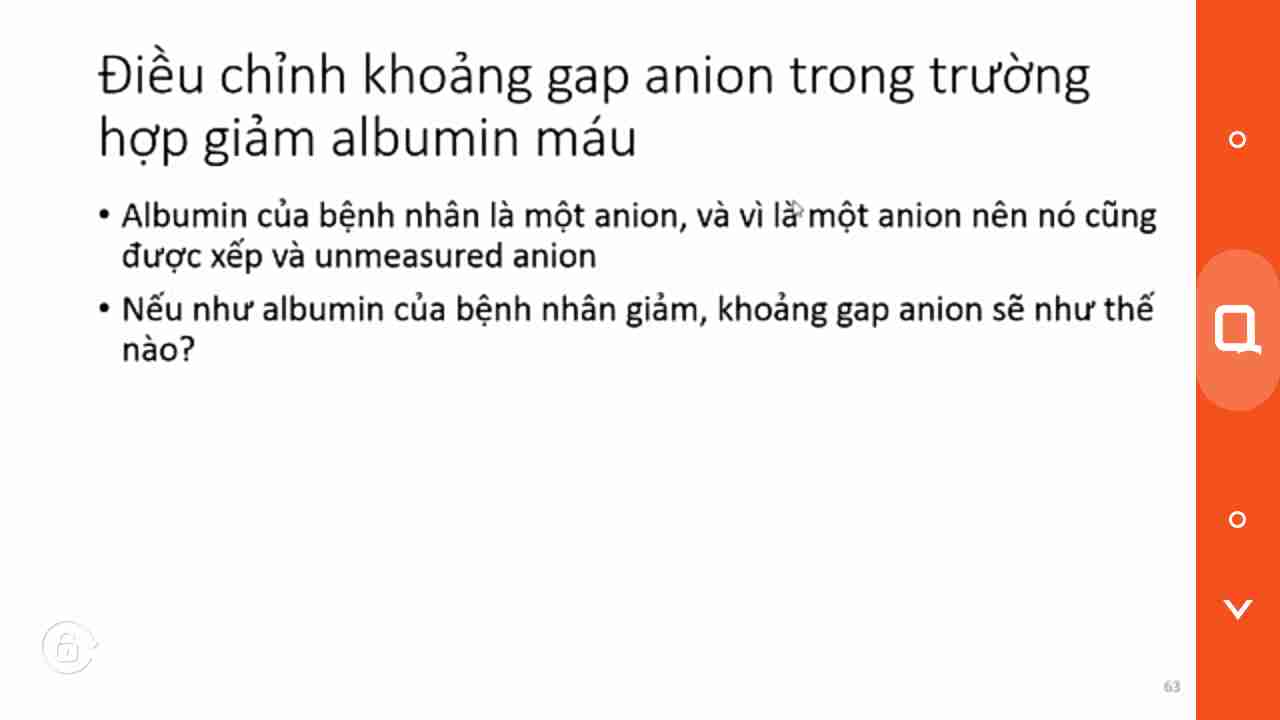 Điều chỉnh khoảng gap anion trong trường
hợp giảm albumin máu
• Albumin của bệnh nhân là một anion, và vì là một anion nên nó cũng
được xếp và unmeasured anion
• Nếu như albumin của bệnh nhân giảm, khoảng gap anion sẽ như thế
nào?
63